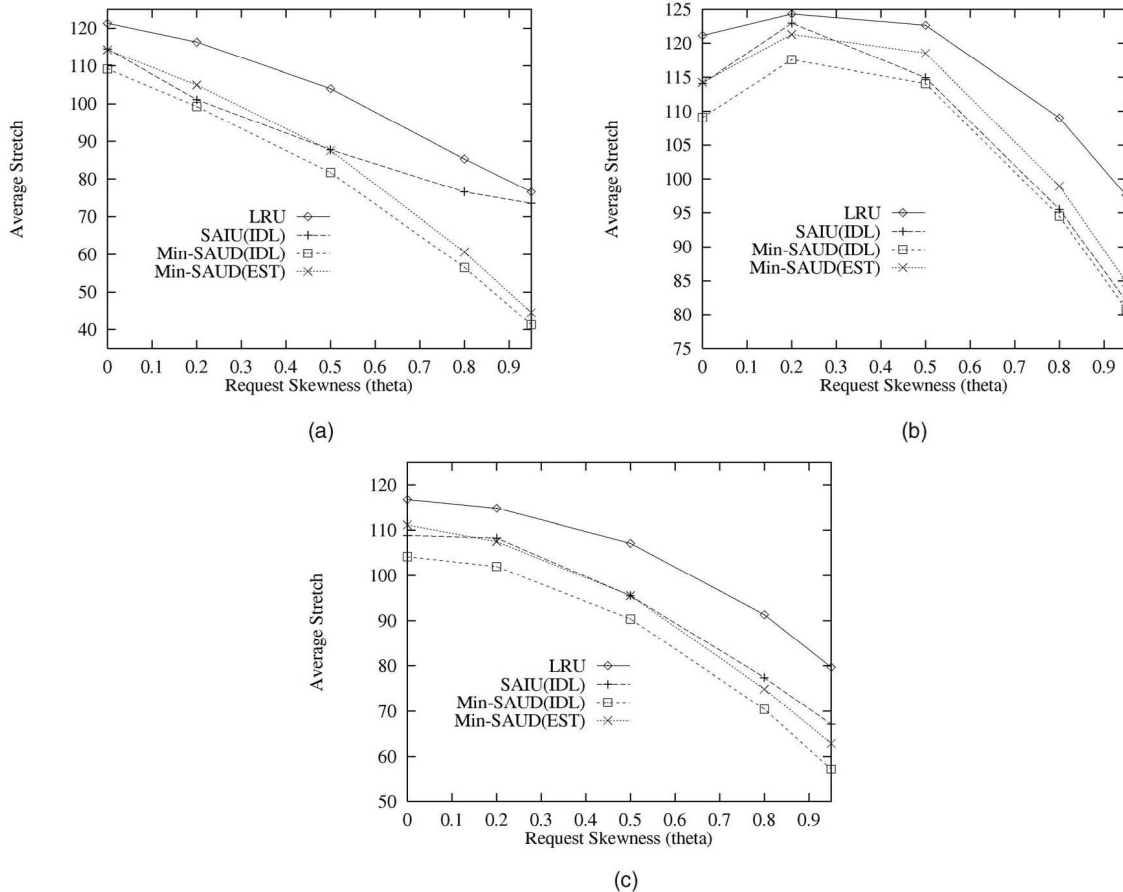 120
110
100
90
80
70
60
50
40
Average Stretch
LRU
SAIU(IDL)
Min-SAUD(IDL)
Min-SAUD(EST)
0 0.1 0.2 0.3 0.4 0.5 0.6 0.7 0.8 0.9
Request Skewness (theta)
(a)
125
120
115
110
105
100
95
90
85
80
75
Average Stretch
LRU
SAIU(IDL)
Min-SAUD(IDL)
Min-SAUD(EST)
0 0.1 0.2 0.3 0.4 0.5 0.6 0.7 0.8 0.9
Request Skewness (theta)
(b)
120
110
100
90
80
70
60
50
Average Stretch
LRU
SAIU(IDL)
Min-SAUD(IDL)
Min-SAUD(EST)
0 0.1 0.2 0.3 0.4 0.5 0.6 0.7 0.8 0.9
Request Skewness (theta)
(c)